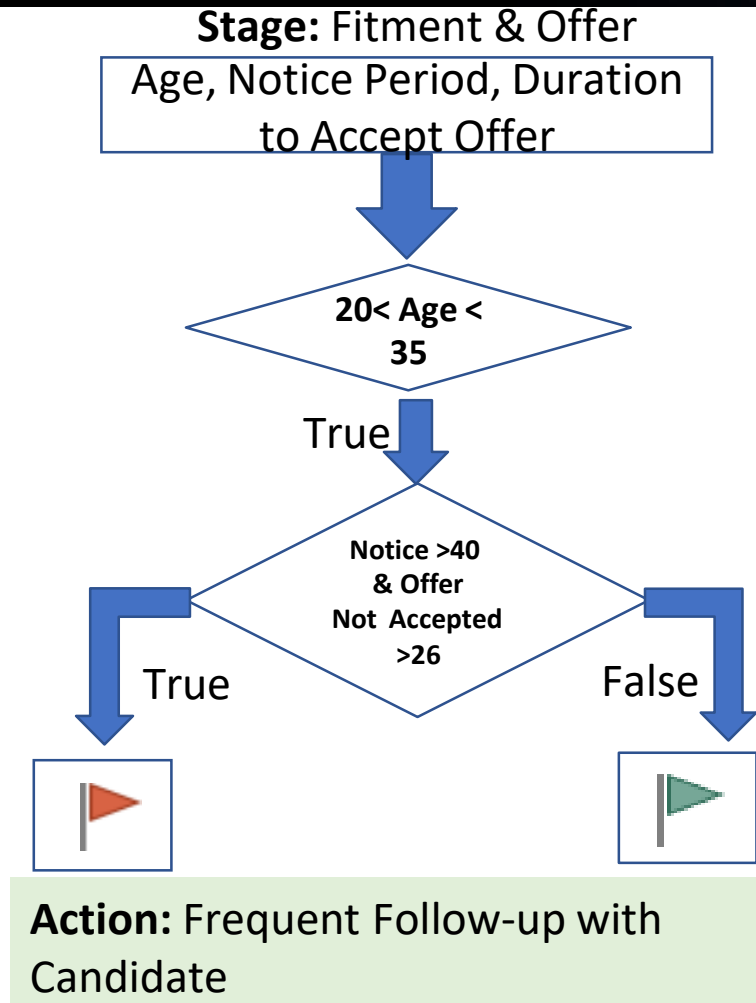 Stage: Fitment & Offer
Age, Notice Period, Duration
to Accept Offer
20< Age <
35
True
Notice >40
& Offer
Not Accepted
>26
True
False
Action: Frequent Follow-up with
Candidate